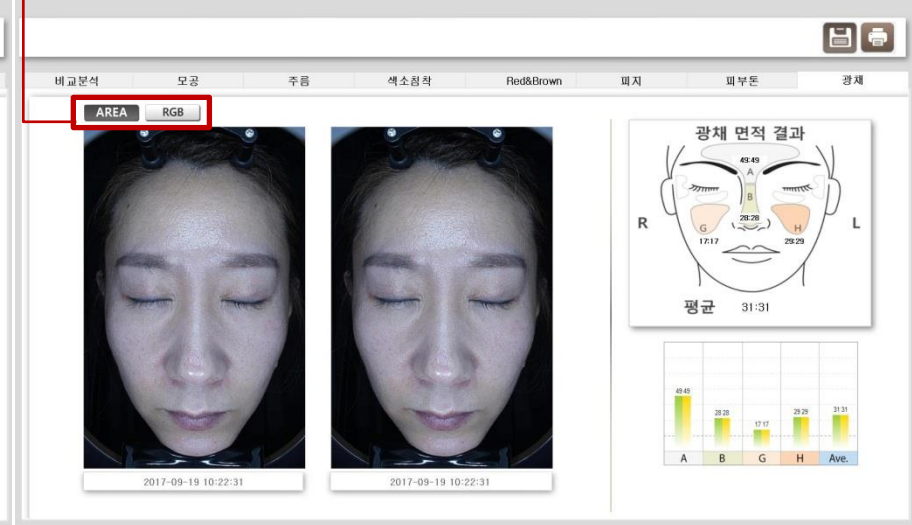 비교분석 모공 주름 색소침착 Red&Brown 피지 피부톤 광채
AREA RGB
2017-09-19 10:22:31 2017-09-19 10:22:31
광채 면적 결과
49:49
A
B
28:28
R G H L
17:17 29:29
평균 31:31
49 49 28 28 17 17 29 29 31 31
A B G H Ave.